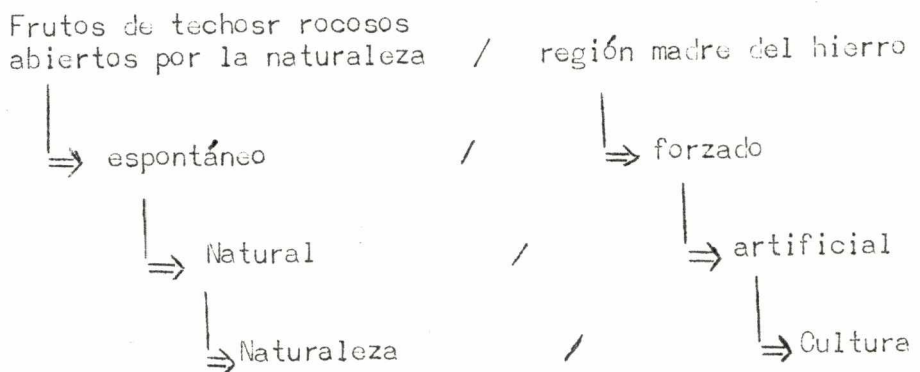 Frutos de techosr rocosos
abiertos por la naturaleza / región madre del hierro
⇒ espontáneo / ⇒ forzado
⇒ Natural / ⇒ artificial
⇒ Naturaleza / ⇒ Cultura